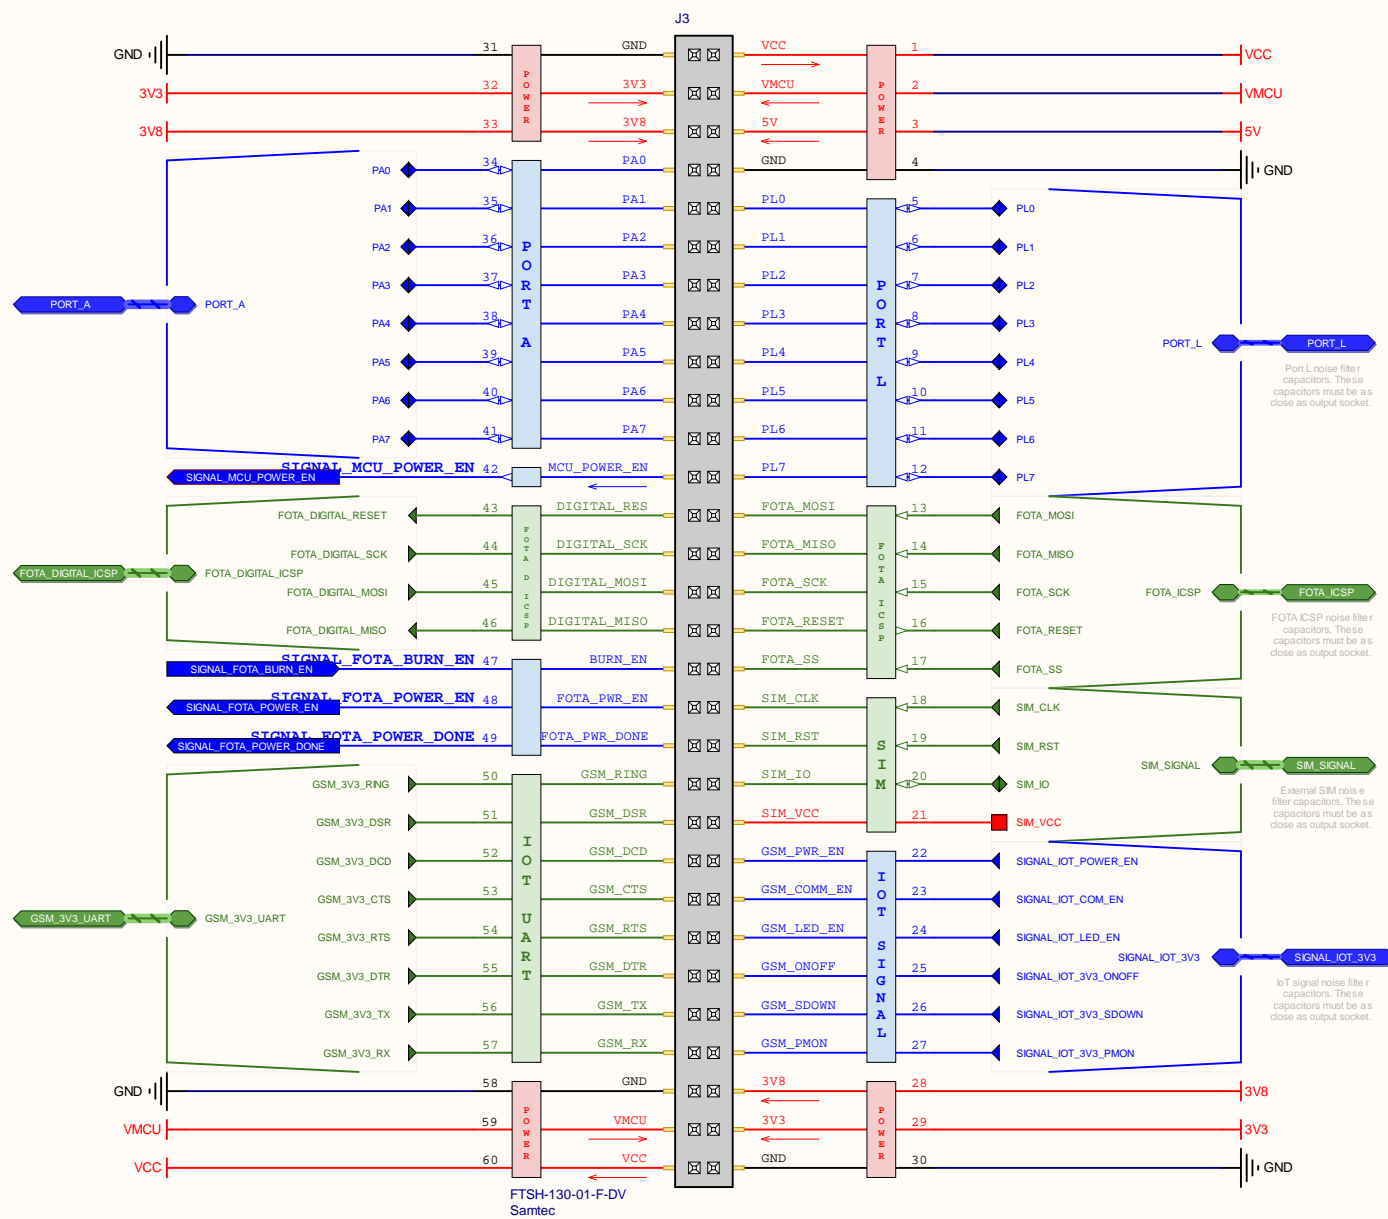 J3
GND 31 GND VCC 1 VCC
3V3 32 3V3 VMCU 2 VMCU
3V8 33 3V8 5V 3 5V
POWER
POWER
GND 4 GND
PA0 34 PA0
PA1 35 PA1 PL0 5 PL0
PA2 36 PA2 PL1 6 PL1
PA3 37 PA3 PL2 7 PL2
PORT_A PORT_A
PA4 38 PA4 PL3 8 PL3
PORT A
PORT L
PORT_L PORT_L
PA5 39 PA5 PL4 9 PL4
Port L noise filter
capacitors. These
capacitors must be as
close as output socket.
PA6 40 PA6 PL5 10 PL5
PA7 41 PA7 PL6 11 PL6
SIGNAL_MCU_POWER_EN SIGNAL_MCU_POWER_EN 42 MCU_POWER_EN PL7 12 PL7
FOTA_DIGITAL_RESET 43 DIGITAL_RES FOTA_MOSI 13 FOTA_MOSI
FOTA_DIGITAL_SCK 44 DIGITAL_SCK FOTA_MISO 14 FOTA_MISO
FOTA_DIGITAL_ICSP FOTA_DIGITAL_ICSP
FOTA D ICSP
FOTA ICSP
FOTA_DIGITAL_MOSI 45 DIGITAL_MOSI FOTA_SCK 15 FOTA_SCK
FOTA_ICSP FOTA_ICSP
FOTA ICSP noise filter
capacitors. These
capacitors must be as
close as output socket.
FOTA_DIGITAL_MISO 46 DIGITAL_MISO FOTA_RESET 16 FOTA_RESET
SIGNAL_FOTA_BURN_EN SIGNAL_FOTA_BURN_EN 47 BURN_EN FOTA_SS 17 FOTA_SS
SIGNAL_FOTA_POWER_EN SIGNAL_FOTA_POWER_EN 48 FOTA_PWR_EN SIM_CLK 18 SIM_CLK
SIGNAL_FOTA_POWER_DONE SIGNAL_FOTA_POWER_DONE 49 FOTA_PWR_DONE SIM_RST 19 SIM_RST
SIM
SIM_SIGNAL SIM_SIGNAL
GSM_3V3_RING 50 GSM_RING SIM_IO 20 SIM_IO
External SIM noise
filter capacitors. These
capacitors must be as
close as output socket.
GSM_3V3_DSR 51 GSM_DSR SIM_VCC 21 SIM_VCC
GSM_3V3_DCD 52 GSM_DCD GSM_PWR_EN 22 SIGNAL_IOT_POWER_EN
GSM_3V3_CTS 53 GSM_CTS GSM_COMM_EN 23 SIGNAL_IOT_COM_EN
GSM_3V3_UART GSM_3V3_UART
IOT UART
IOT SIGNAL
GSM_3V3_RTS 54 GSM_RTS GSM_LED_EN 24 SIGNAL_IOT_LED_EN
SIGNAL_IOT_3V3 SIGNAL_IOT_3V3
GSM_3V3_DTR 55 GSM_DTR GSM_ONOFF 25 SIGNAL_IOT_3V3_ONOFF
IoT signal noise filter
capacitors. These
capacitors must be as
close as output socket.
GSM_3V3_TX 56 GSM_TX GSM_SDOWN 26 SIGNAL_IOT_3V3_SDOWN
GSM_3V3_RX 57 GSM_RX GSM_PMON 27 SIGNAL_IOT_3V3_PMON
GND 58 GND 3V8 28 3V8
VMCU 59 VMCU 3V3 29 3V3
POWER
POWER
VCC 60 VCC GND 30 GND
FTSH-130-01-F-DV
Samtec